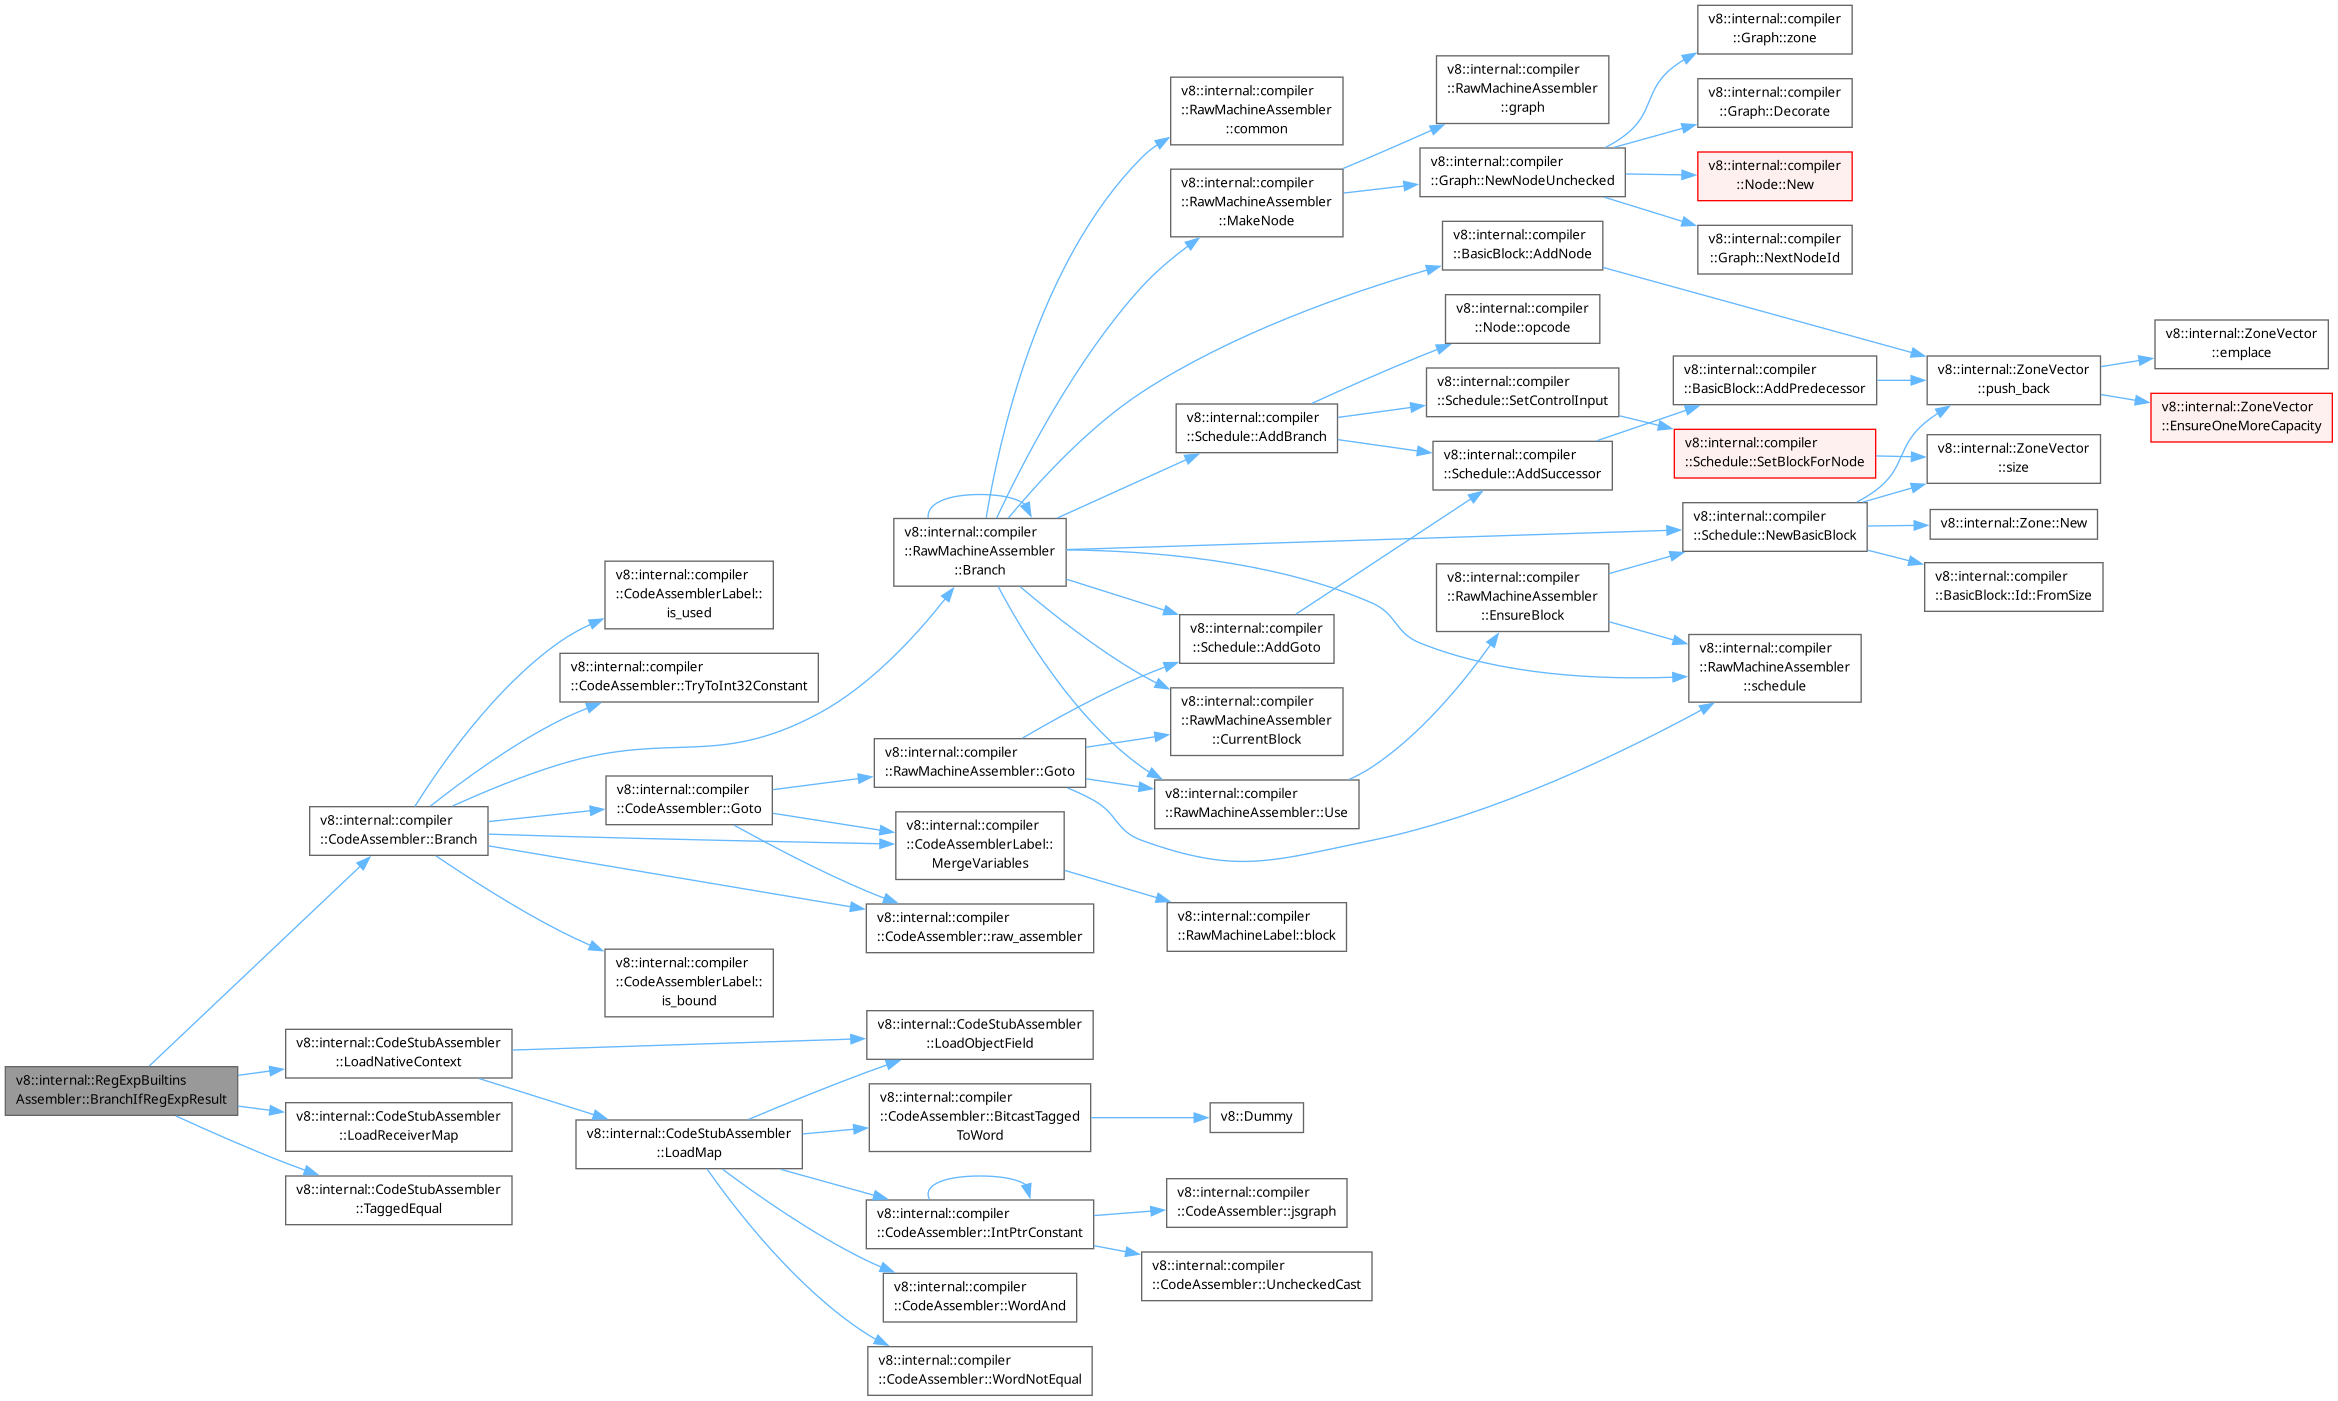 v8::internal::RegExpBuiltins
Assembler::BranchIfRegExpResult
v8::internal::compiler
::CodeAssembler::Branch
v8::internal::CodeStubAssembler
::LoadNativeContext
v8::internal::CodeStubAssembler
::LoadReceiverMap
v8::internal::CodeStubAssembler
::TaggedEqual
v8::internal::compiler
::CodeAssemblerLabel::
is_used
v8::internal::compiler
::CodeAssembler::TryToInt32Constant
v8::internal::compiler
::CodeAssembler::Goto
v8::internal::compiler
::CodeAssemblerLabel::
is_bound
v8::internal::CodeStubAssembler
::LoadMap
v8::internal::compiler
::RawMachineAssembler
::Branch
v8::internal::compiler
::RawMachineAssembler::Goto
v8::internal::compiler
::CodeAssemblerLabel::
MergeVariables
v8::internal::compiler
::CodeAssembler::raw_assembler
v8::internal::CodeStubAssembler
::LoadObjectField
v8::internal::compiler
::CodeAssembler::BitcastTagged
ToWord
v8::internal::compiler
::CodeAssembler::IntPtrConstant
v8::internal::compiler
::CodeAssembler::WordAnd
v8::internal::compiler
::CodeAssembler::WordNotEqual
v8::internal::compiler
::RawMachineAssembler
::common
v8::internal::compiler
::RawMachineAssembler
::MakeNode
v8::internal::compiler
::Schedule::AddBranch
v8::internal::compiler
::Schedule::AddGoto
v8::internal::compiler
::RawMachineAssembler
::CurrentBlock
v8::internal::compiler
::RawMachineAssembler::Use
v8::internal::compiler
::RawMachineLabel::block
v8::Dummy
v8::internal::compiler
::CodeAssembler::jsgraph
v8::internal::compiler
::CodeAssembler::UncheckedCast
v8::internal::compiler
::RawMachineAssembler
::graph
v8::internal::compiler
::Graph::NewNodeUnchecked
v8::internal::compiler
::BasicBlock::AddNode
v8::internal::compiler
::Node::opcode
v8::internal::compiler
::Schedule::SetControlInput
v8::internal::compiler
::Schedule::AddSuccessor
v8::internal::compiler
::RawMachineAssembler
::EnsureBlock
v8::internal::compiler
::Graph::zone
v8::internal::compiler
::Graph::Decorate
v8::internal::compiler
::Node::New
v8::internal::compiler
::Graph::NextNodeId
v8::internal::compiler
::BasicBlock::AddPredecessor
v8::internal::compiler
::Schedule::SetBlockForNode
v8::internal::compiler
::Schedule::NewBasicBlock
v8::internal::compiler
::RawMachineAssembler
::schedule
v8::internal::ZoneVector
::push_back
v8::internal::ZoneVector
::size
v8::internal::Zone::New
v8::internal::compiler
::BasicBlock::Id::FromSize
v8::internal::ZoneVector
::emplace
v8::internal::ZoneVector
::EnsureOneMoreCapacity